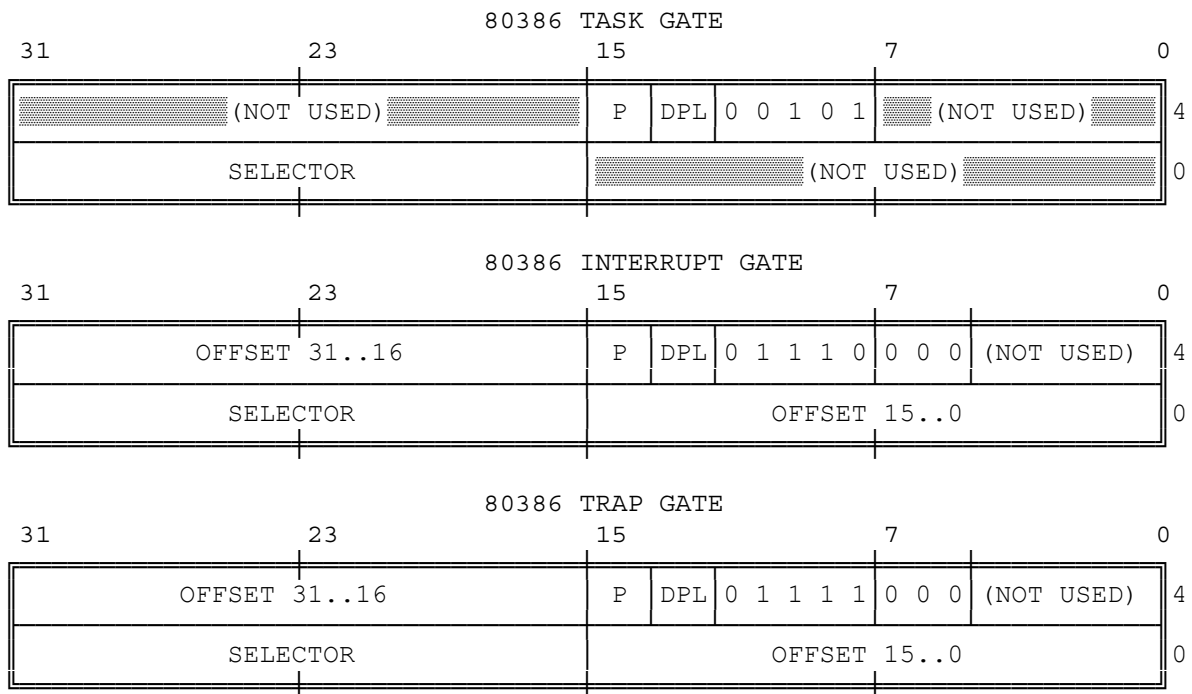 80386 TASK GATE
31 23 15 7 0
(NOT USED) P DPL 0 0 1 0 1 (NOT USED) 4
SELECTOR (NOT USED) 0
80386 INTERRUPT GATE
31 23 15 7 0
OFFSET 31..16 P DPL 0 1 1 1 0 0 0 0 (NOT USED) 4
SELECTOR OFFSET 15..0 0
80386 TRAP GATE
31 23 15 7 0
OFFSET 31..16 P DPL 0 1 1 1 1 0 0 0 (NOT USED) 4
SELECTOR OFFSET 15..0 0